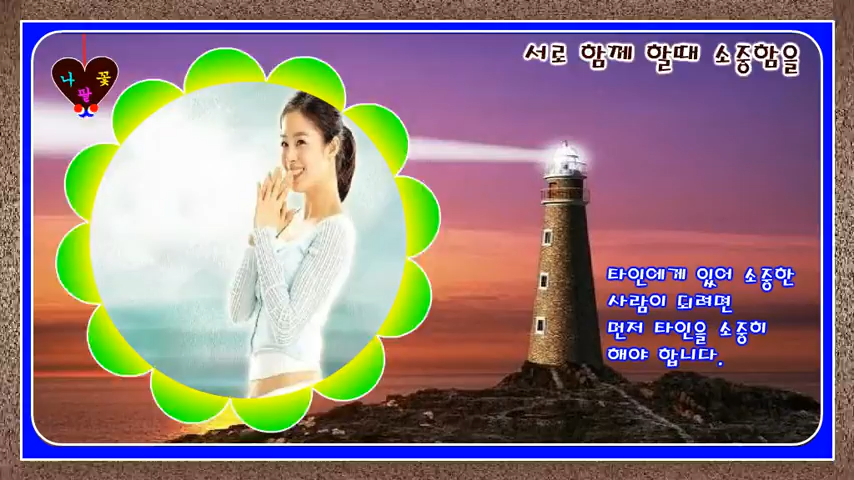 나팔꽃
서로 함께 할때 소중함을
타인에게 있어 소중한
사람이 되려면
먼저 타인을 소중히
해야 합니다.